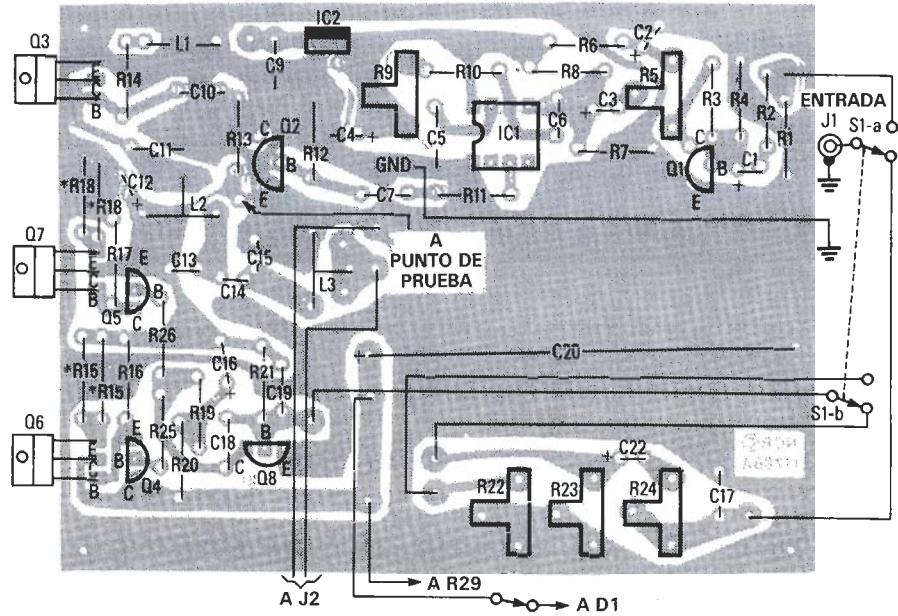 Q3
IC2
C2
L1
R6
C9
R9
R10
R8
R5
R14
C10
R3
R4
R2
ENTRADA
J1
S1-a
B
C
Q2
R13
R12
C4
+
C5
IC1
C6
+
C3
R7
R1
C11
B
E
GND
Q1
C
B
E
C1
+
*R18
C12
+
*R18
L2
C7
R11
Q7
R17
E
B
C
Q5
C13
C14
C15
L3
A
PUNTO DE
PRUEBA
B
R26
*R15
*R15
R16
C16
+
R21
C19
C20
S1-b
R19
Q6
E
B
C
Q4
R25
R20
C18
B
C
E
Q8
B
+
C22
R22
R23
R24
C17
A J2
A R29
A D1